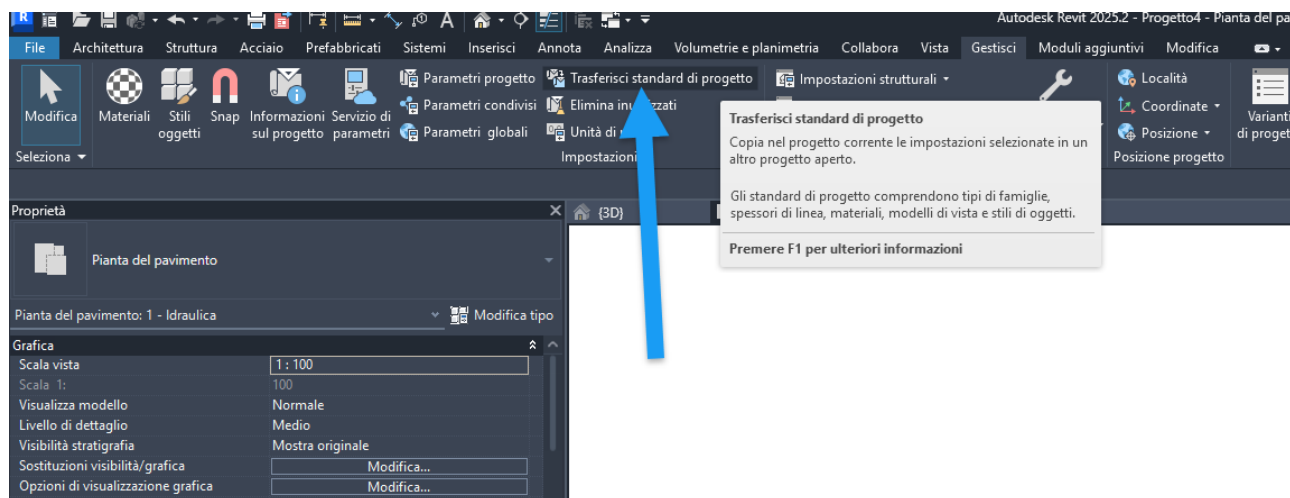 Autodesk Revit 2025.2 - Progetto4 - Pianta del pa
File Architettura Struttura Acciaio Prefabbricati Sistemi Inserisci Annota Analizza Volumetrie e planimetria Collabora Vista Gestisci Moduli aggiuntivi Modifica
Modifica
Materiali
Stili oggetti
Snap
Informazioni sul progetto
Servizio di parametri
Parametri progetto
Parametri condivisi
Parametri globali
Trasferisci standard di progetto
Elimina
Unità di
Impostazioni strutturali
Località
Coordinate
Posizione
Varianti
di proget
Seleziona
Impostazioni
Posizione progetto
Trasferisci standard di progetto
Copia nel progetto corrente le impostazioni selezionate in un
altro progetto aperto.
Gli standard di progetto comprendono tipi di famiglie,
spessori di linea, materiali, modelli di vista e stili di oggetti.
Premere F1 per ulteriori informazioni
Proprietà
{3D}
Pianta del pavimento
Pianta del pavimento: 1 - Idraulica
Modifica tipo
Grafica
Scala vista 1 : 100
Scala 1: 100
Visualizza modello Normale
Livello di dettaglio Medio
Visibilità stratigrafia Mostra originale
Sostituzioni visibilità/grafica Modifica...
Opzioni di visualizzazione grafica Modifica...